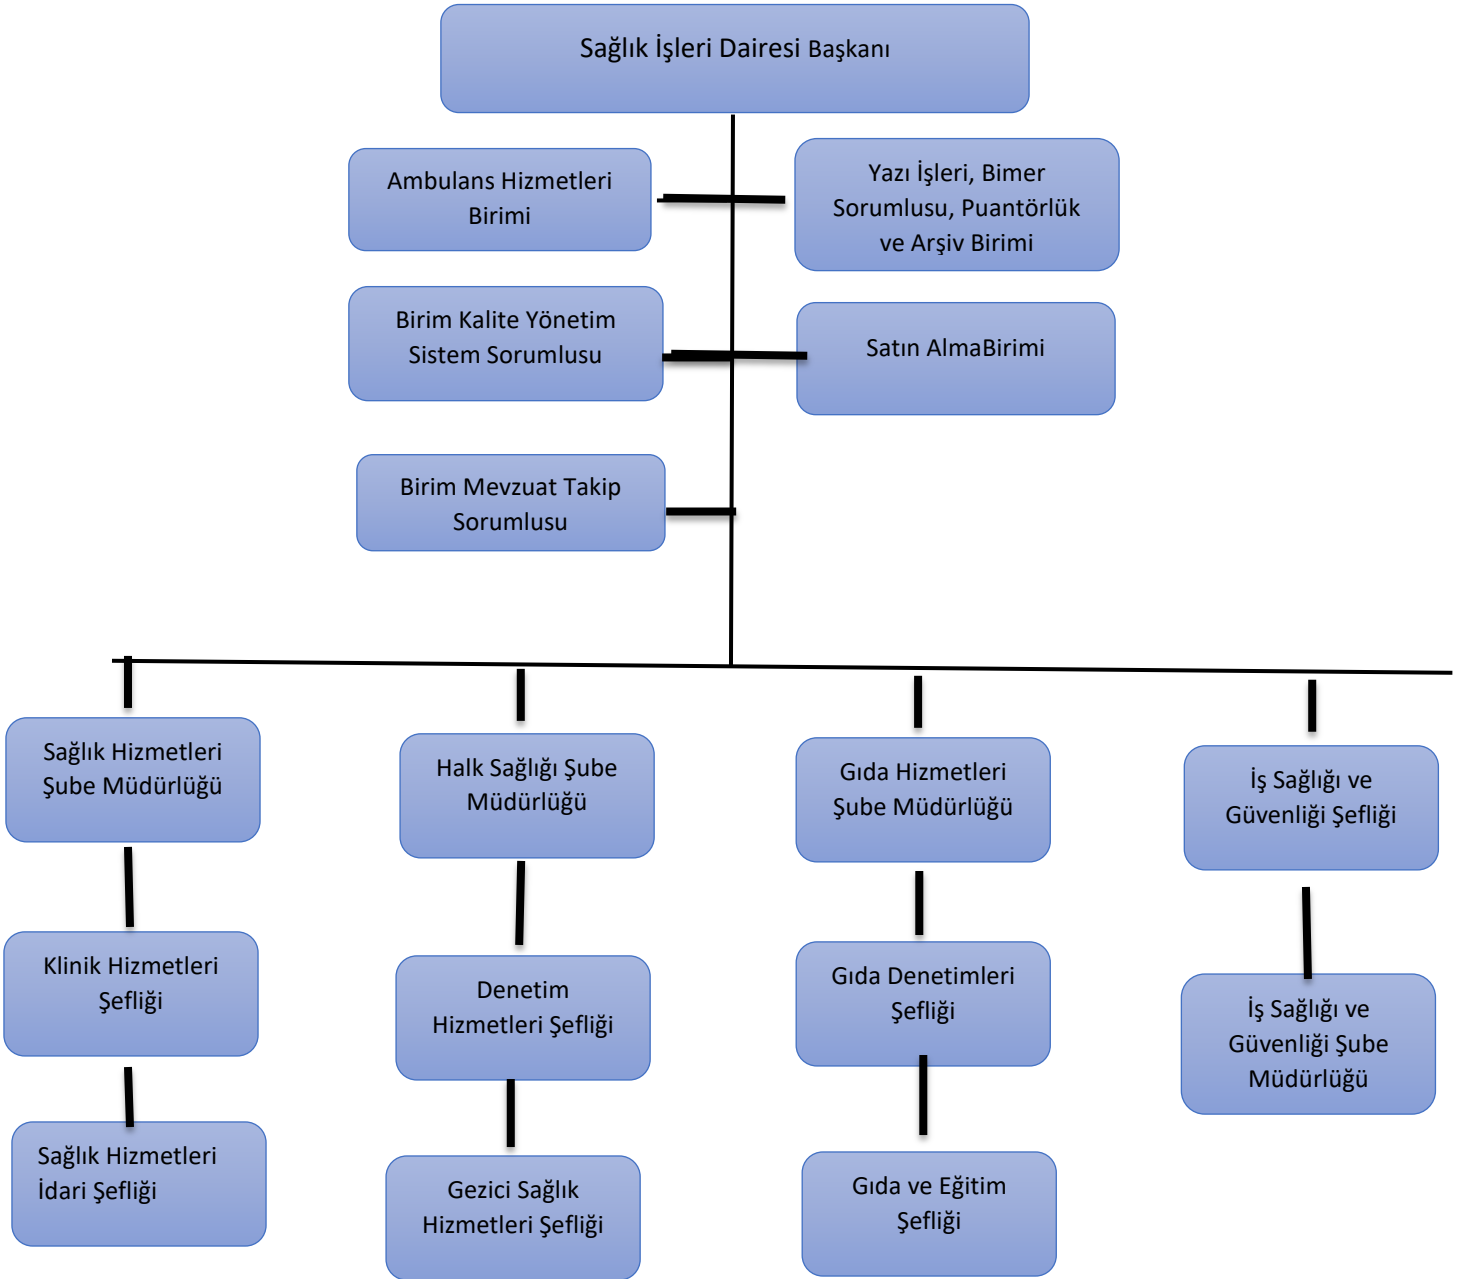 Sağlık İşleri Dairesi Başkanı
Ambulans Hizmetleri
Birimi
Yazı İşleri, Bimer
Sorumlusu, Puantörlük
ve Arşiv Birimi
Birim Kalite Yönetim
Sistem Sorumlusu
Satın AlmaBirimi
Birim Mevzuat Takip
Sorumlusu
Sağlık Hizmetleri
Şube Müdürlüğü
Halk Sağlığı Şube
Müdürlüğü
Gıda Hizmetleri
Şube Müdürlüğü
İş Sağlığı ve
Güvenliği Şefliği
Klinik Hizmetleri
Şefliği
Denetim
Hizmetleri Şefliği
Gıda Denetimleri
Şefliği
İş Sağlığı ve
Güvenliği Şube
Müdürlüğü
Sağlık Hizmetleri
İdari Şefliği
Gezici Sağlık
Hizmetleri Şefliği
Gıda ve Eğitim
Şefliği